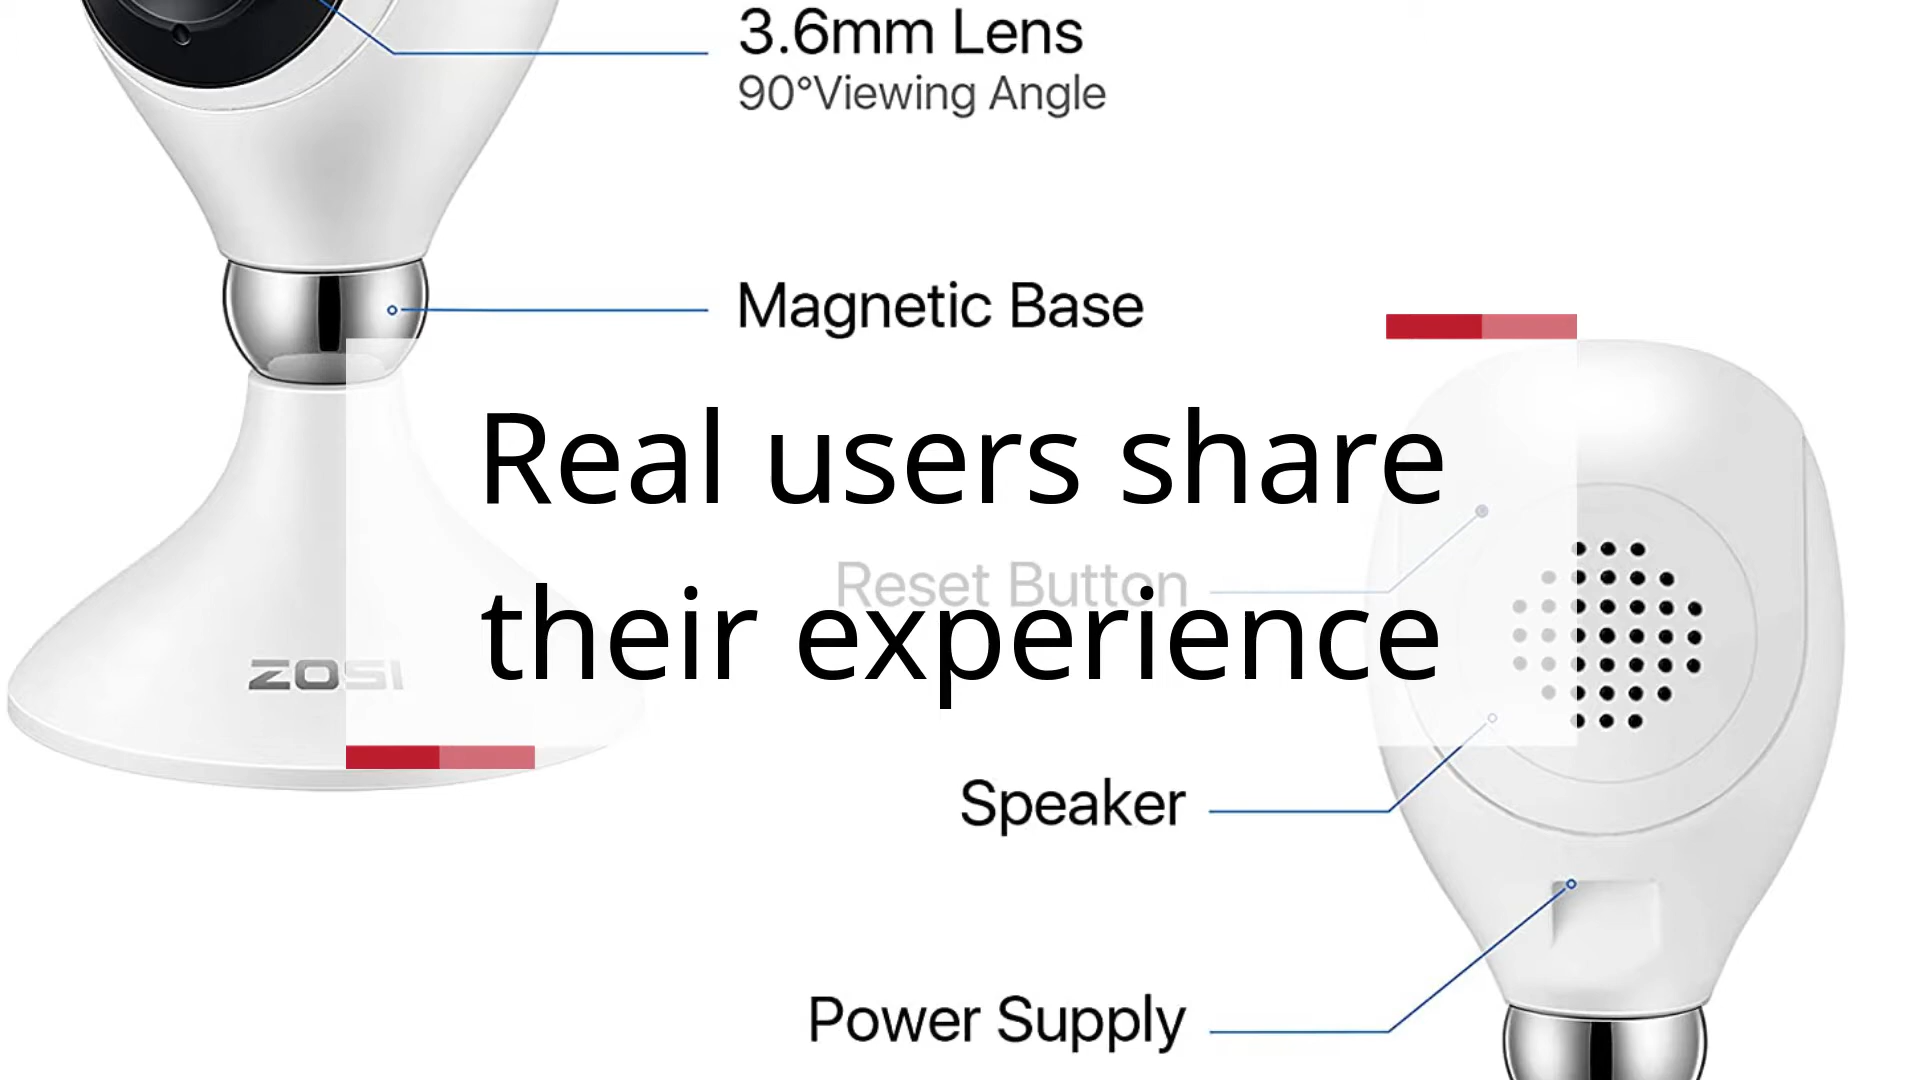 3.6mm Lens
90°Viewing Angle
Magnetic Base
Real users share
Reset Button
their experience
ZOSI
Speaker
Power Supply